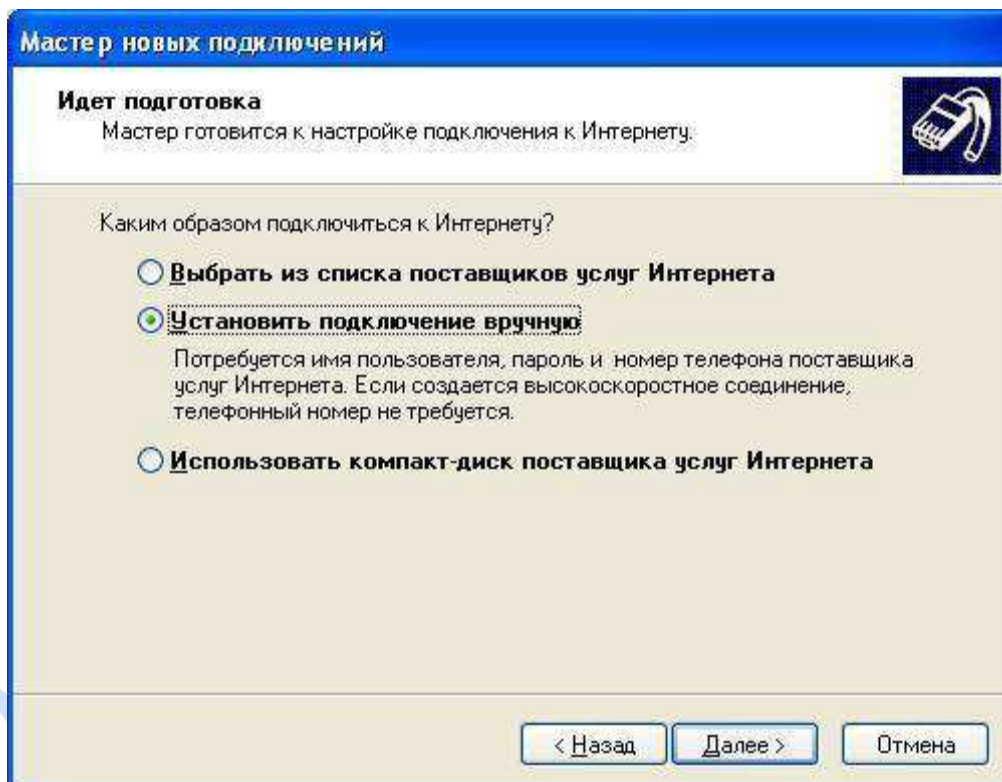 Мастер новых подключений
Идет подготовка
Мастер готовится к настройке подключения к Интернету.
Каким образом подключиться к Интернету?
Выбрать из списка поставщиков услуг Интернета
Установить подключение вручную
Потребуется имя пользователя, пароль и номер телефона поставщика
услуг Интернета. Если создается высокоскоростное соединение,
телефонный номер не требуется.
Использовать компакт-диск поставщика услуг Интернета
< Назад Далее > Отмена